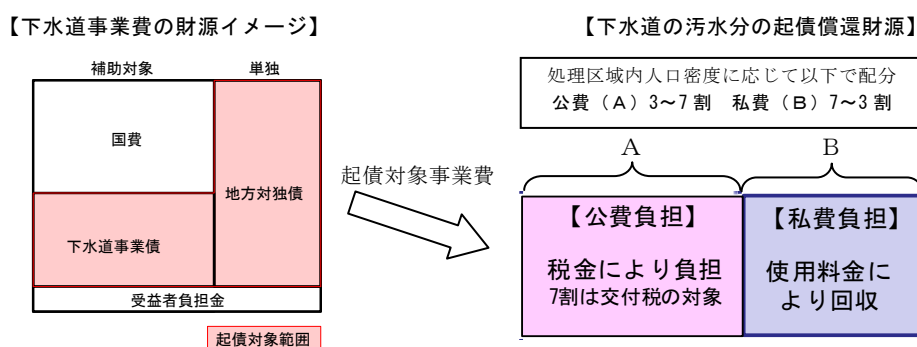 【下水道事業費の財源イメージ】
補助対象
単独
国費
地方対独債
下水道事業債
受益者負担金
起債対象範囲
起債対象事業費
【下水道の汚水分の起債償還財源】
処理区域内人口密度に応じて以下で配分
公費（A）3～7割 私費（B）7～3割
A
B
【公費負担】
税金により負担
7割は交付税の対象
【私費負担】
使用料金に
より回収